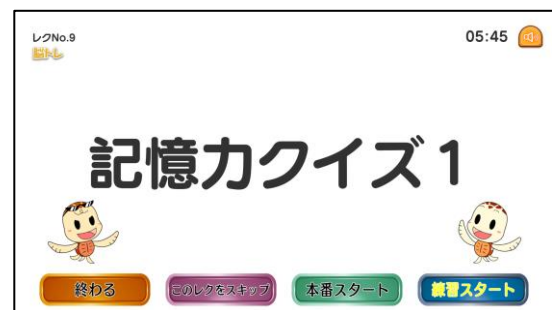 レクNo.9
05:45
脳トレ
記憶力クイズ1
終わる
このレクをスキップ
本番スタート
練習スタート